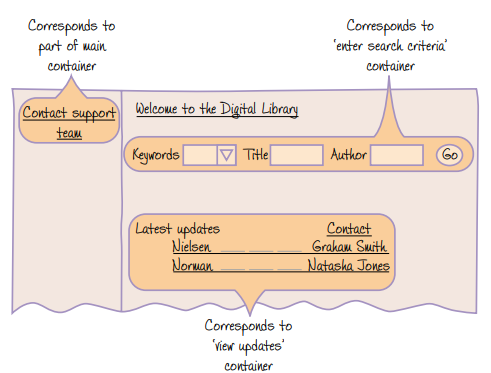 Corresponds to
part of main
container
Corresponds to
'enter search criteria'
container
Contact support
team
Welcome to the Digital Library
Keywords Title Author Go
Latest updates Contact
Nielsen Graham Smith
Norman Natasha Jones
Corresponds to
'view updates'
container